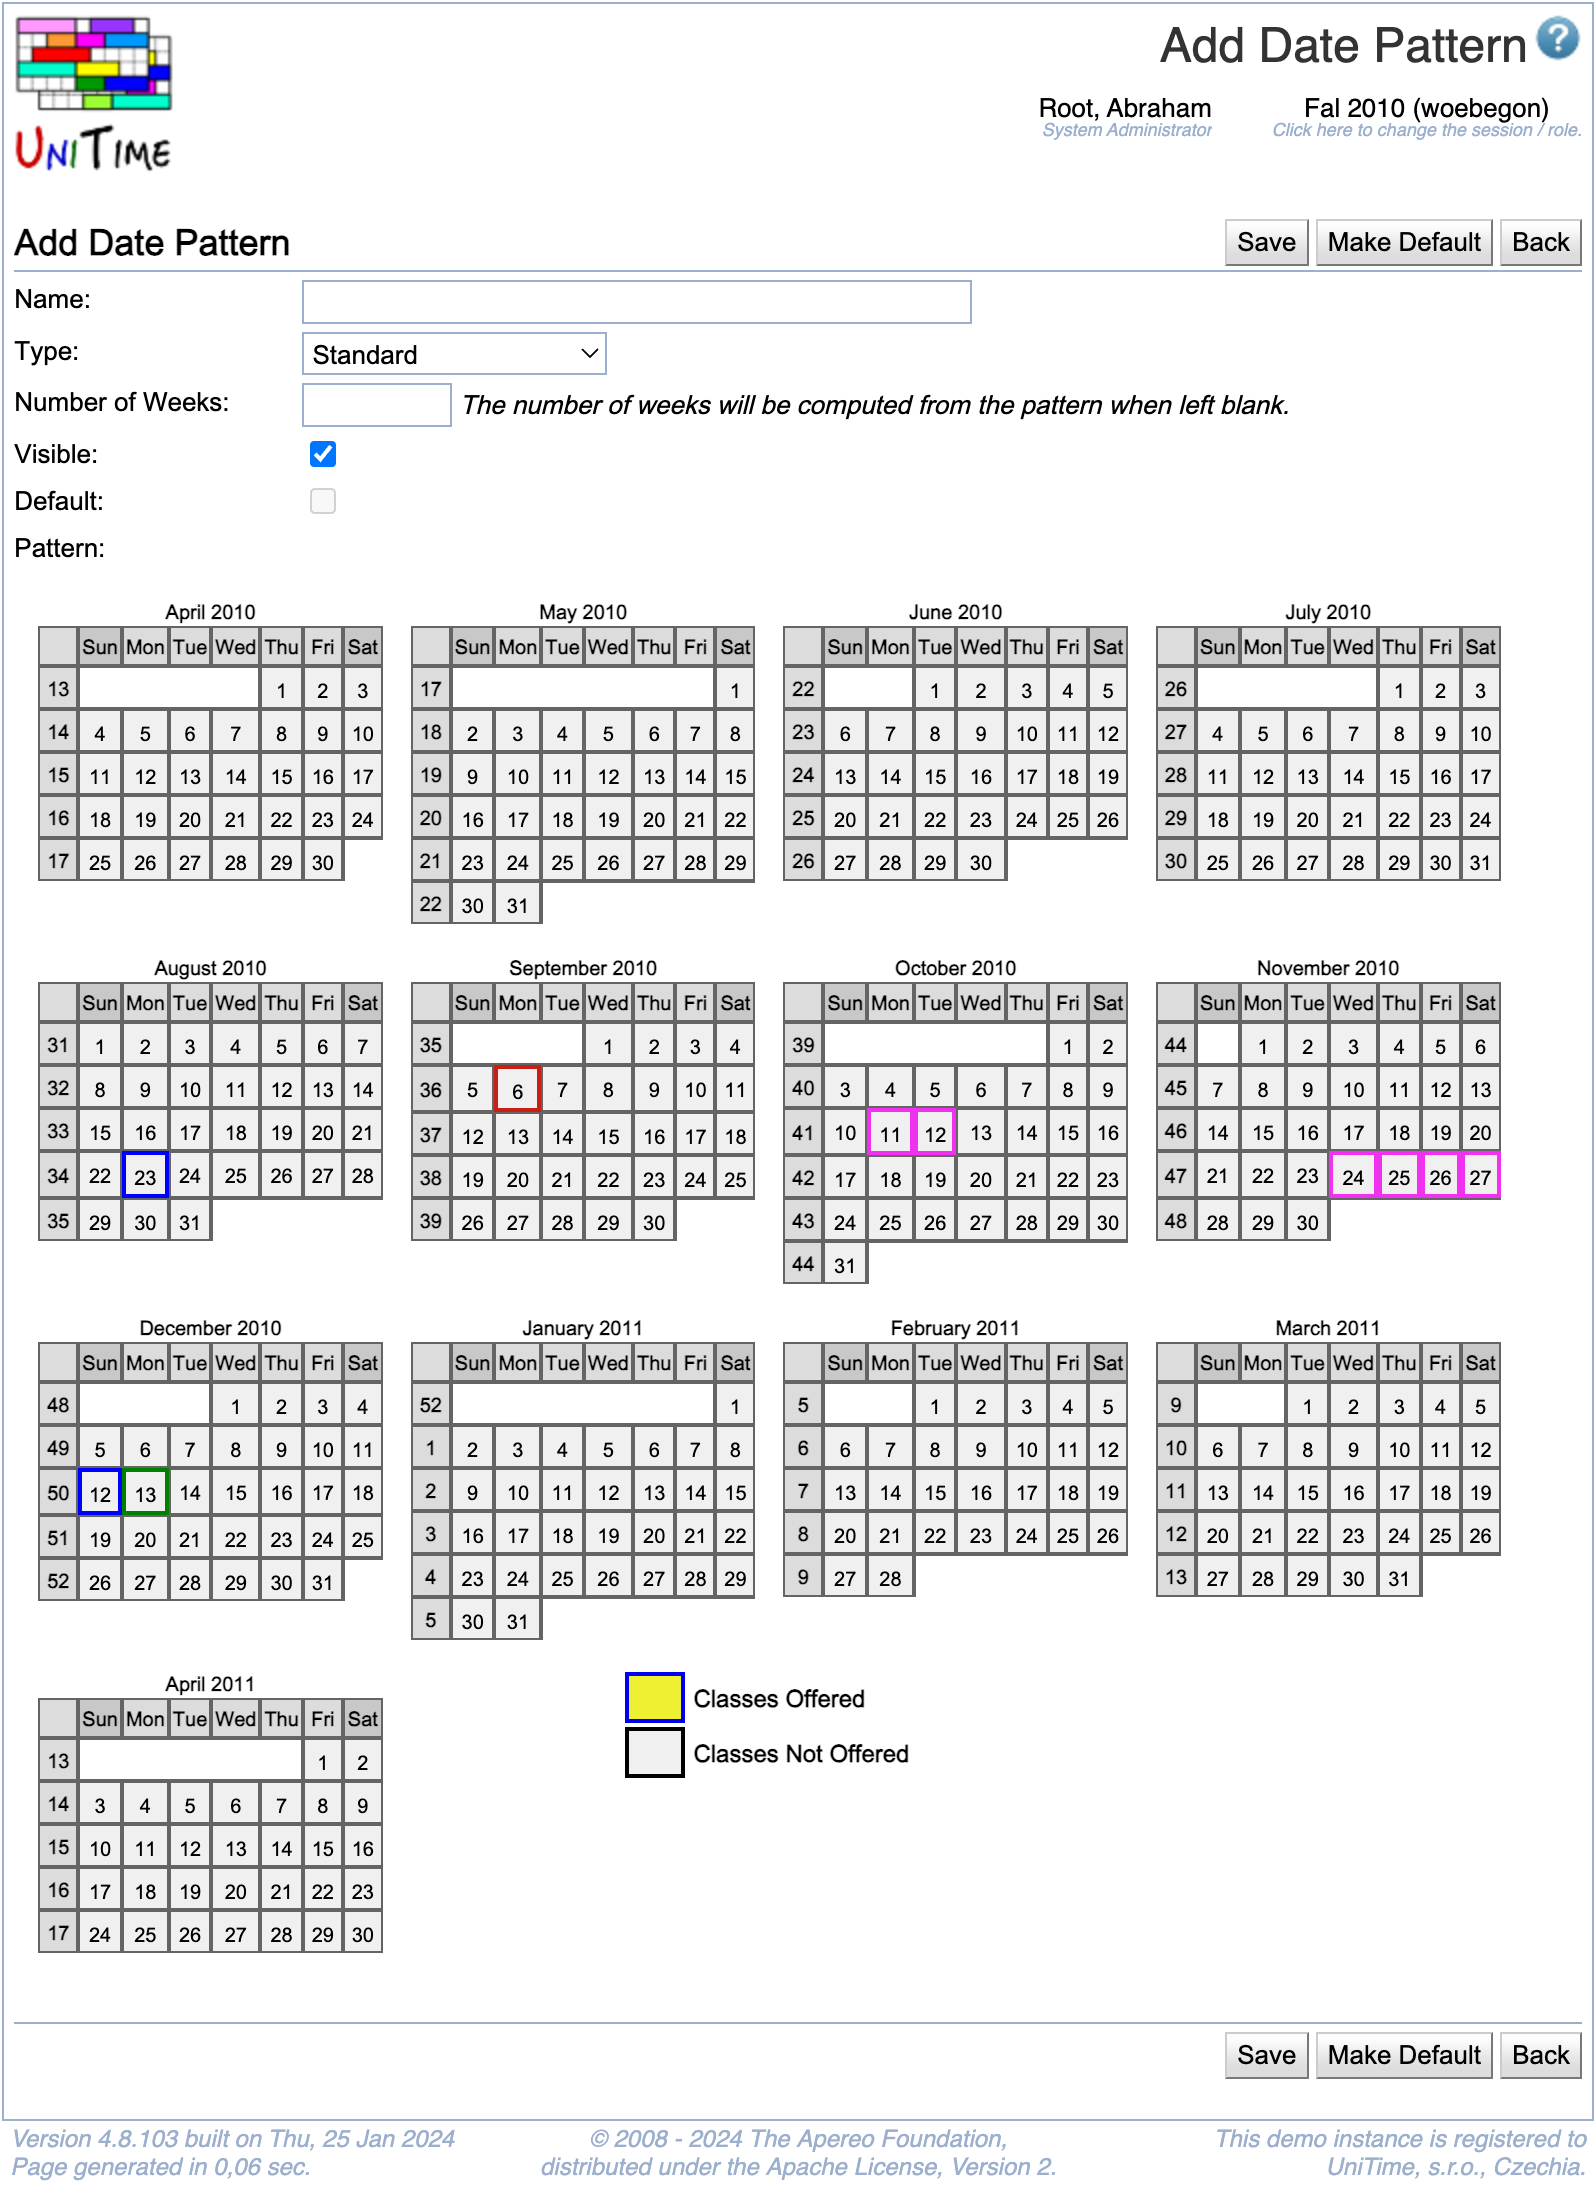 Add Date Pattern
UNITIME
Root, Abraham
System Administrator
Fal 2010 (woebegon)
Click here to change the session / role.
Add Date Pattern
Save Make Default Back
Name:
Type: Standard
Number of Weeks: The number of weeks will be computed from the pattern when left blank.
Visible:
Default:
Pattern:
April 2010
Sun Mon Tue Wed Thu Fri Sat
13 1 2 3
14 4 5 6 7 8 9 10
15 11 12 13 14 15 16 17
16 18 19 20 21 22 23 24
17 25 26 27 28 29 30
May 2010
Sun Mon Tue Wed Thu Fri Sat
17 1
18 2 3 4 5 6 7 8
19 9 10 11 12 13 14 15
20 16 17 18 19 20 21 22
21 23 24 25 26 27 28 29
22 30 31
June 2010
Sun Mon Tue Wed Thu Fri Sat
22 1 2 3 4 5
23 6 7 8 9 10 11 12
24 13 14 15 16 17 18 19
25 20 21 22 23 24 25 26
26 27 28 29 30
July 2010
Sun Mon Tue Wed Thu Fri Sat
26 1 2 3
27 4 5 6 7 8 9 10
28 11 12 13 14 15 16 17
29 18 19 20 21 22 23 24
30 25 26 27 28 29 30 31
August 2010
Sun Mon Tue Wed Thu Fri Sat
31 1 2 3 4 5 6 7
32 8 9 10 11 12 13 14
33 15 16 17 18 19 20 21
34 22 23 24 25 26 27 28
35 29 30 31
September 2010
Sun Mon Tue Wed Thu Fri Sat
35 1 2 3 4
36 5 6 7 8 9 10 11
37 12 13 14 15 16 17 18
38 19 20 21 22 23 24 25
39 26 27 28 29 30
October 2010
Sun Mon Tue Wed Thu Fri Sat
39 1 2
40 3 4 5 6 7 8 9
41 10 11 12 13 14 15 16
42 17 18 19 20 21 22 23
43 24 25 26 27 28 29 30
44 31
November 2010
Sun Mon Tue Wed Thu Fri Sat
44 1 2 3 4 5 6
45 7 8 9 10 11 12 13
46 14 15 16 17 18 19 20
47 21 22 23 24 25 26 27
48 28 29 30
December 2010
Sun Mon Tue Wed Thu Fri Sat
48 1 2 3 4
49 5 6 7 8 9 10 11
50 12 13 14 15 16 17 18
51 19 20 21 22 23 24 25
52 26 27 28 29 30 31
January 2011
Sun Mon Tue Wed Thu Fri Sat
52 1
1 2 3 4 5 6 7 8
2 9 10 11 12 13 14 15
3 16 17 18 19 20 21 22
4 23 24 25 26 27 28 29
5 30 31
February 2011
Sun Mon Tue Wed Thu Fri Sat
5 1 2 3 4 5
6 6 7 8 9 10 11 12
7 13 14 15 16 17 18 19
8 20 21 22 23 24 25 26
9 27 28
March 2011
Sun Mon Tue Wed Thu Fri Sat
9 1 2 3 4 5
10 6 7 8 9 10 11 12
11 13 14 15 16 17 18 19
12 20 21 22 23 24 25 26
13 27 28 29 30 31
April 2011
Sun Mon Tue Wed Thu Fri Sat
13 1 2
14 3 4 5 6 7 8 9
15 10 11 12 13 14 15 16
16 17 18 19 20 21 22 23
17 24 25 26 27 28 29 30
Classes Offered
Classes Not Offered
Save Make Default Back
Version 4.8.103 built on Thu, 25 Jan 2024
Page generated in 0,06 sec.
© 2008 - 2024 The Apereo Foundation,
distributed under the Apache License, Version 2.
This demo instance is registered to
UniTime, s.r.o., Czechia.